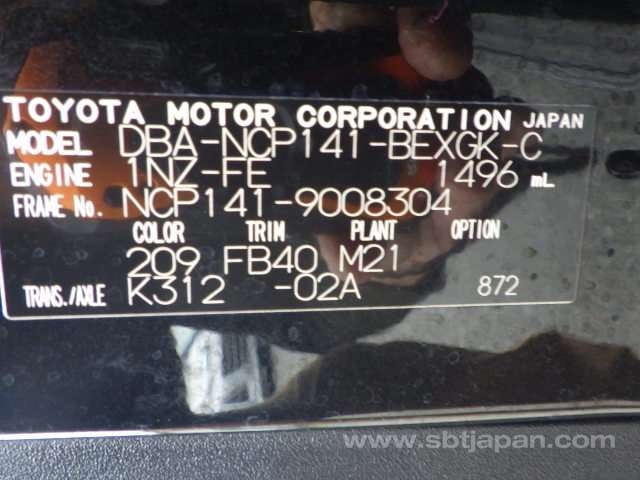 TOYOTA MOTOR CORPORATION JAPAN
MODEL DBA-NCP141-BEXGK-C
ENGINE 1NZ-FE 1496 mL
FRAME No. NCP141-9008304
COLOR TRIM PLANT OPTION
209 FB40 M21
TRANS./AXLE K312 -02A 872
www.sbtjapan.com